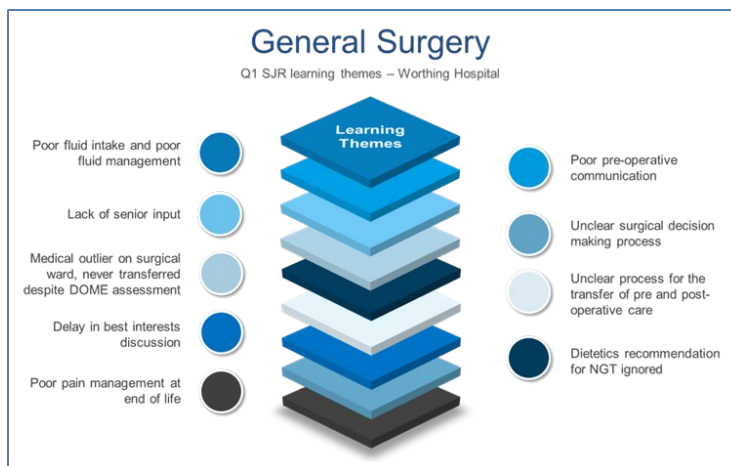 General Surgery
Q1 SJR learning themes – Worthing Hospital
Learning
Themes
Poor fluid intake and poor
fluid management
Lack of senior input
Medical outlier on surgical
ward, never transferred
despite DOME assessment
Delay in best interests
discussion
Poor pain management at
end of life
Poor pre-operative
communication
Unclear surgical decision
making process
Unclear process for the
transfer of pre and post-
operative care
Dietetics recommendation
for NGT ignored